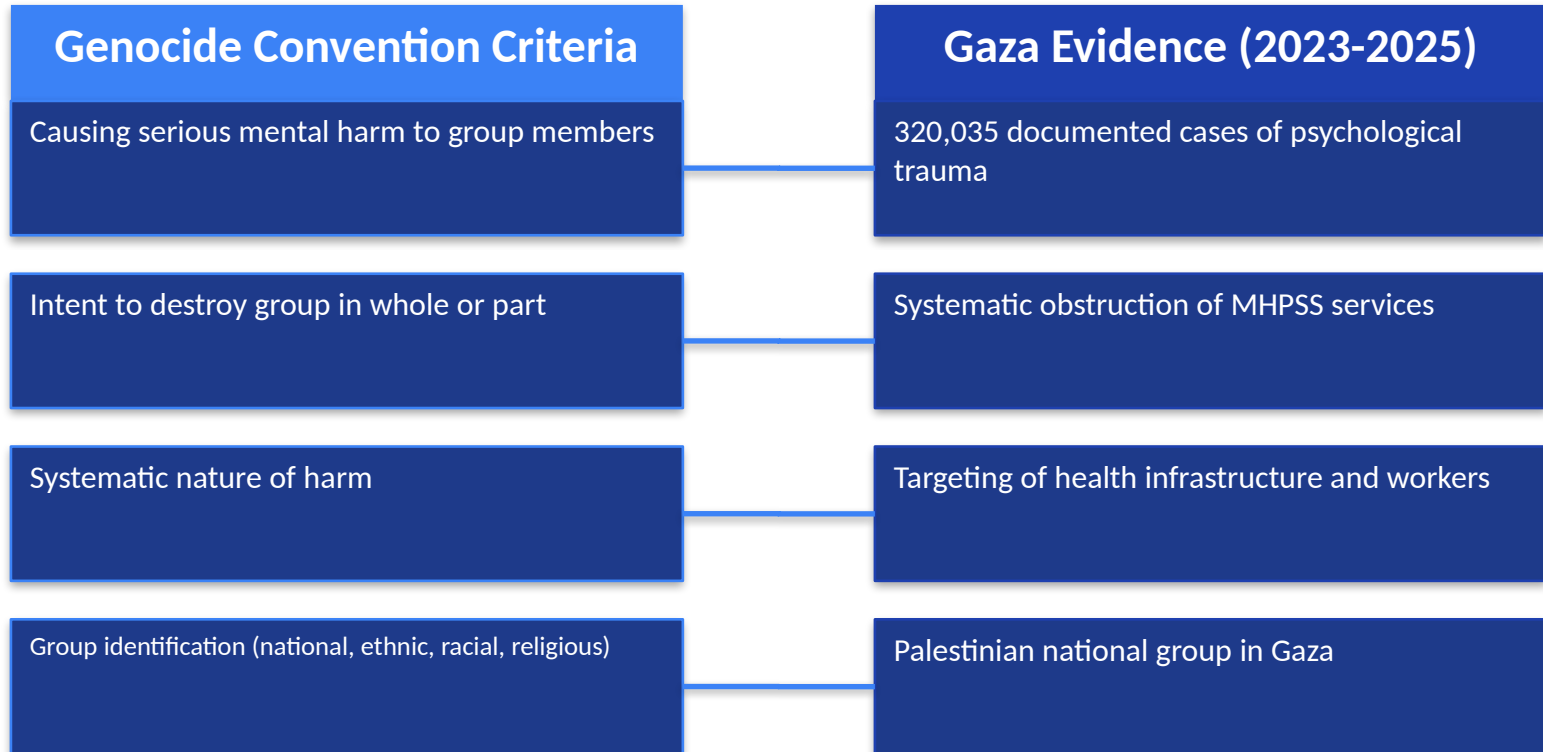 Genocide Convention Criteria
Gaza Evidence (2023-2025)
Causing serious mental harm to group members
320,035 documented cases of psychological
trauma
Intent to destroy group in whole or part
Systematic obstruction of MHPSS services
Systematic nature of harm
Targeting of health infrastructure and workers
Group identification (national, ethnic, racial, religious)
Palestinian national group in Gaza